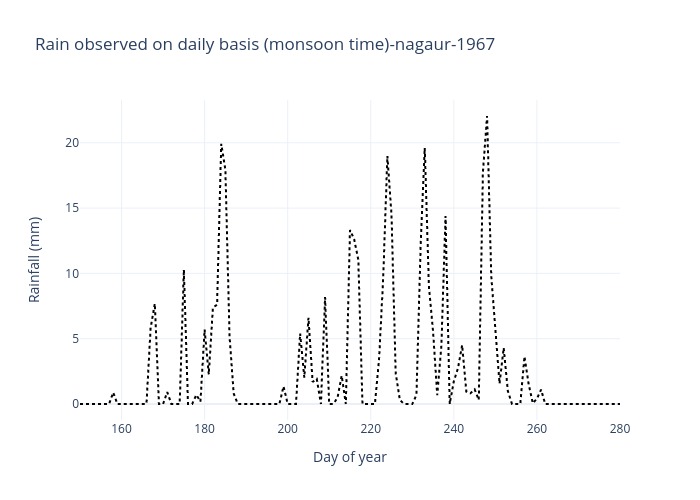 Rain observed on daily basis (monsoon time)-nagaur-1967
20
15
10
5
0
Rainfall (mm)
160 180 200 220 240 260 280
Day of year